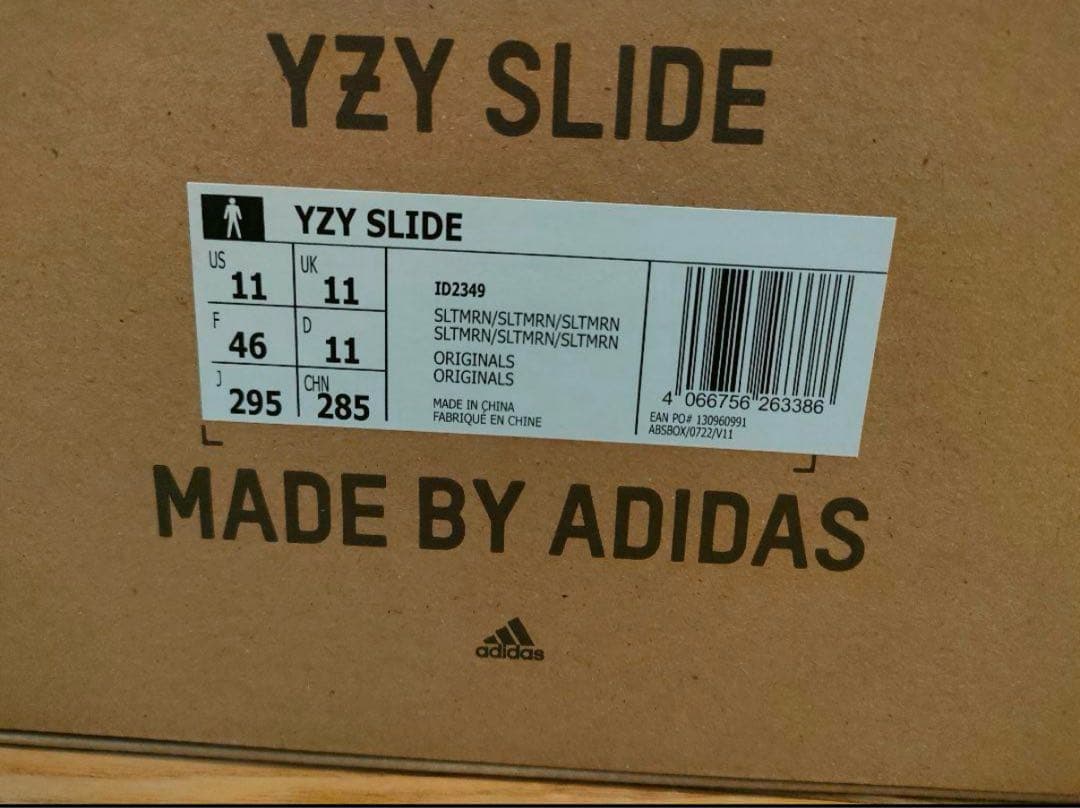 YZY SLIDE
YZY SLIDE
US 11 UK 11
F 46 D 11
J 295 CHN 285
ID2349
SLTMRN/SLTMRN/SLTMRN
SLTMRN/SLTMRN/SLTMRN
ORIGINALS
ORIGINALS
MADE IN CHINA
FABRIQUÉ EN CHINE
4 066756 263386
EAN PO# 130960991
ABSBOX/0722/V11
MADE BY ADIDAS
adidas